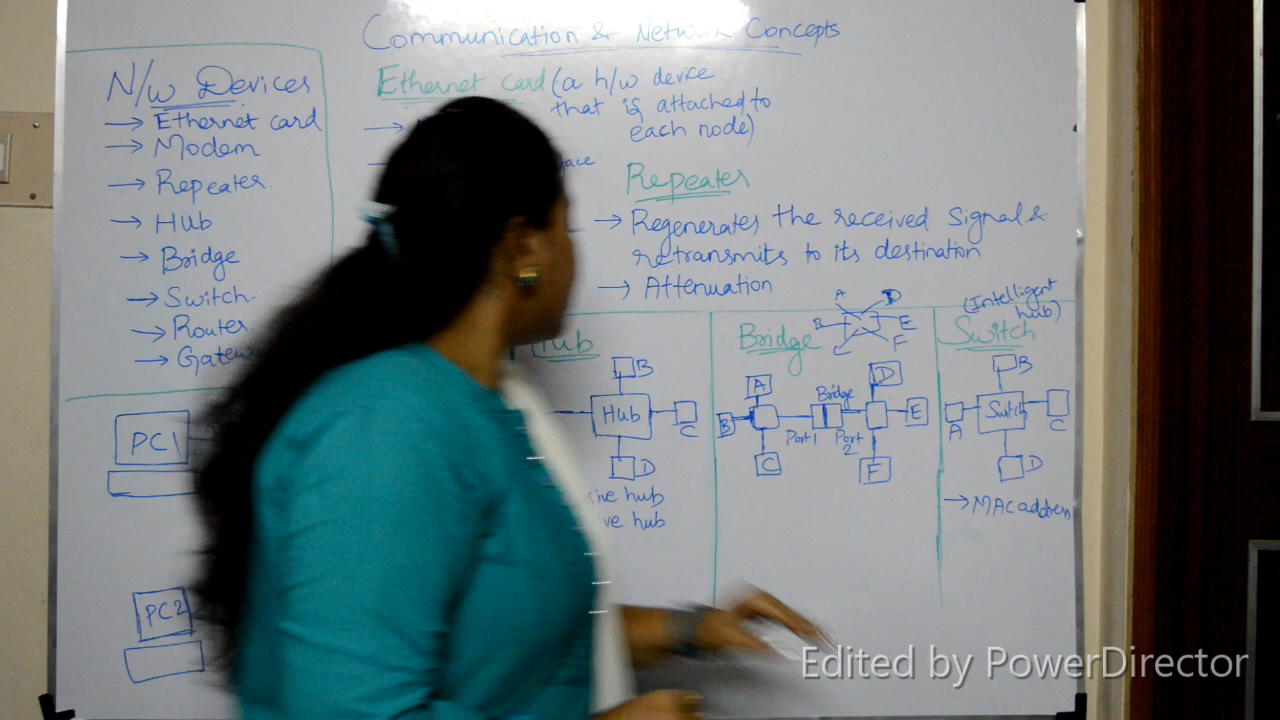 Communication & Network Concepts
N/w Devices
→ Ethernet card
→ Modem
→ Repeater
→ Hub
→ Bridge
→ Switch
→ Router
→
PC1
PC2
Ethernet card (a h/w device
that is attached to
each node)
Repeater
→ Regenerates the received signal &
retransmits to its destination
→ Attenuation
Hub
B
Hub
C
D
hub
hub
Bridge
A
D
B
E
C
F
A
D
Bridge
B
E
Port1
Port
2
C
F
(Intelligent
hub)
Switch
B
A
Switch
C
D
→ MAC address
Edited by PowerDirector